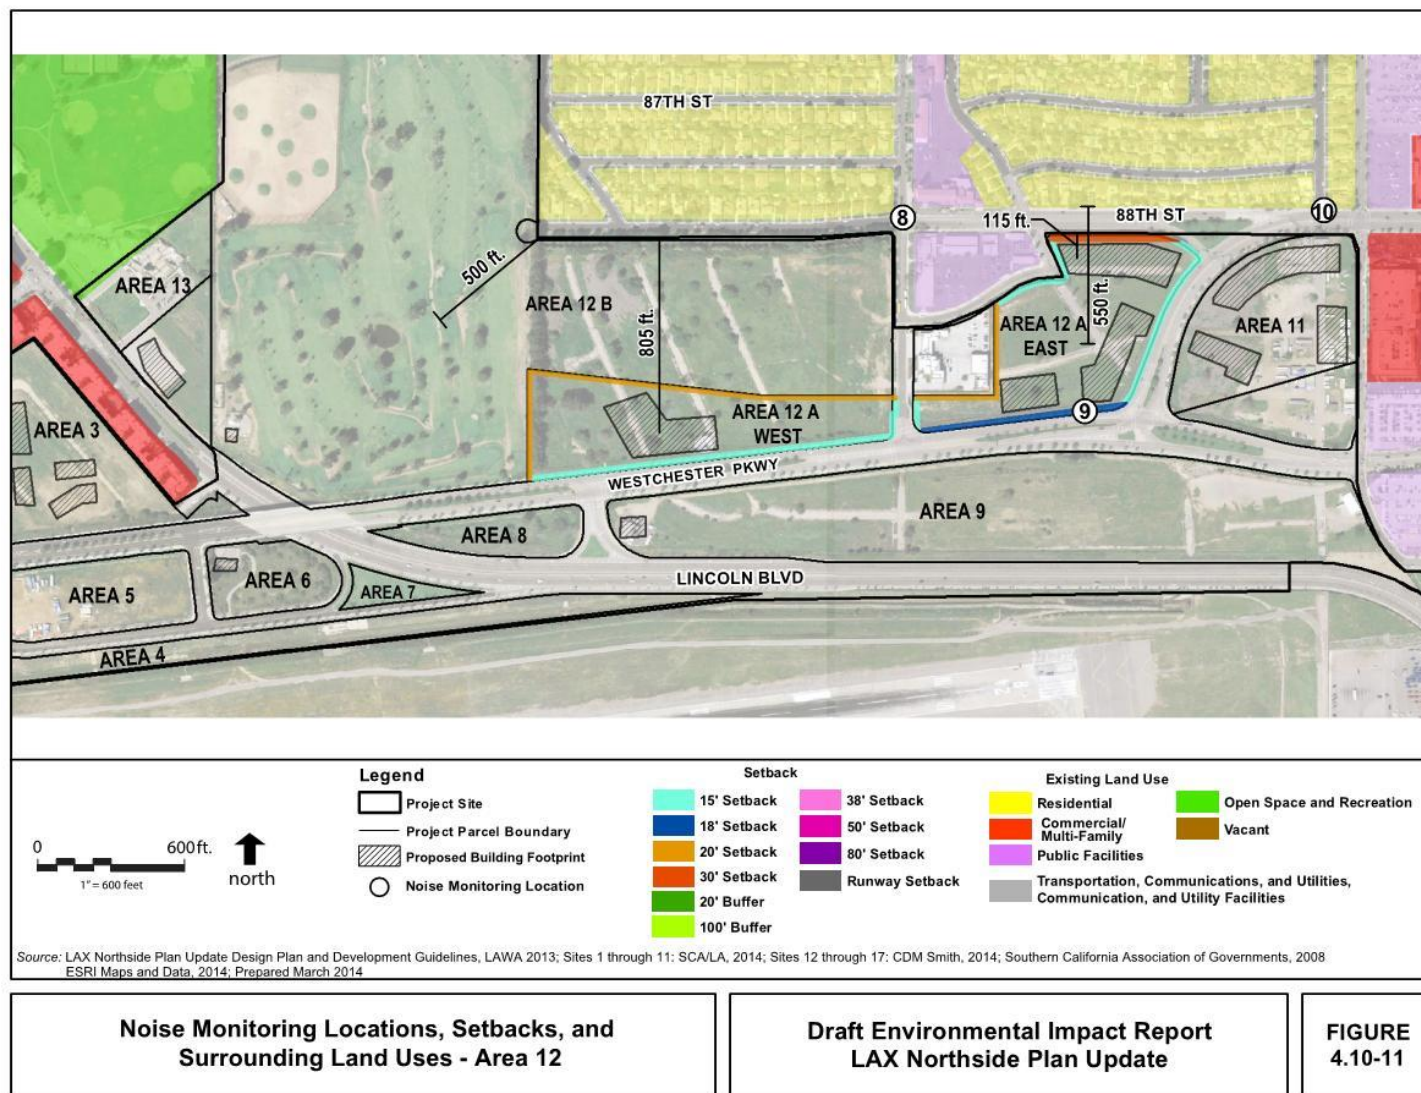 87TH ST
8
88TH ST
10
115 ft.
500 ft.
AREA 13
AREA 12 B
805 ft.
550 ft.
AREA 12 A
EAST
AREA 11
AREA 12 A
WEST
9
AREA 3
WESTCHESTER PKWY
AREA 9
AREA 8
AREA 6
AREA 7
AREA 5
LINCOLN BLVD
AREA 4
Legend
Project Site
Project Parcel Boundary
Proposed Building Footprint
Noise Monitoring Location
0 600 ft.
1" = 600 feet
north
Setback
15' Setback
18' Setback
20' Setback
30' Setback
20' Buffer
100' Buffer
38' Setback
50' Setback
80' Setback
Runway Setback
Existing Land Use
Residential
Commercial/
Multi-Family
Public Facilities
Transportation, Communications, and Utilities,
Communication, and Utility Facilities
Open Space and Recreation
Vacant
Source: LAX Northside Plan Update Design Plan and Development Guidelines, LAWA 2013; Sites 1 through 11: SCA/LA, 2014; Sites 12 through 17: CDM Smith, 2014; Southern California Association of Governments, 2008
ESRI Maps and Data, 2014; Prepared March 2014
Noise Monitoring Locations, Setbacks, and
Surrounding Land Uses - Area 12
Draft Environmental Impact Report
LAX Northside Plan Update
FIGURE
4.10-11